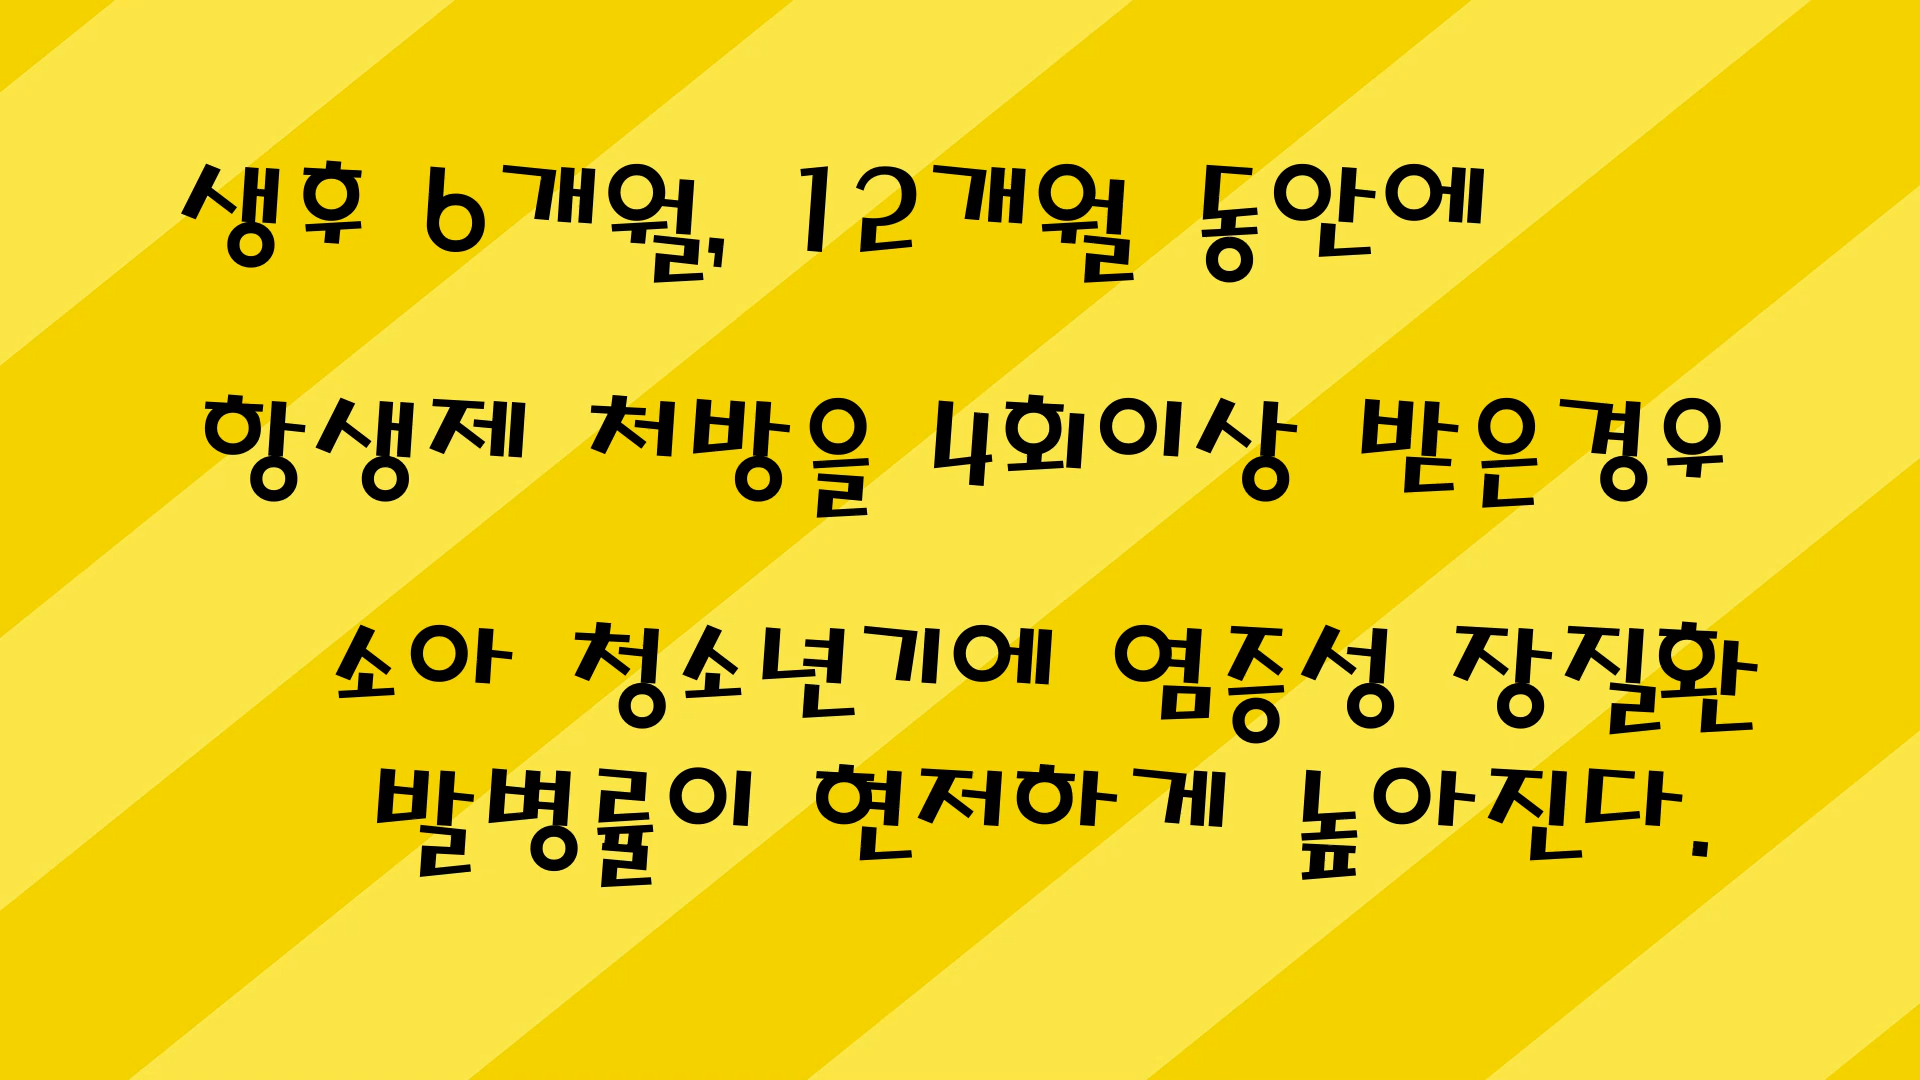 생후 6개월, 12개월 동안에
항생제 처방을 4회이상 받은경우
소아 청소년기에 염증성 장질환
발병률이 현저하게 높아진다.